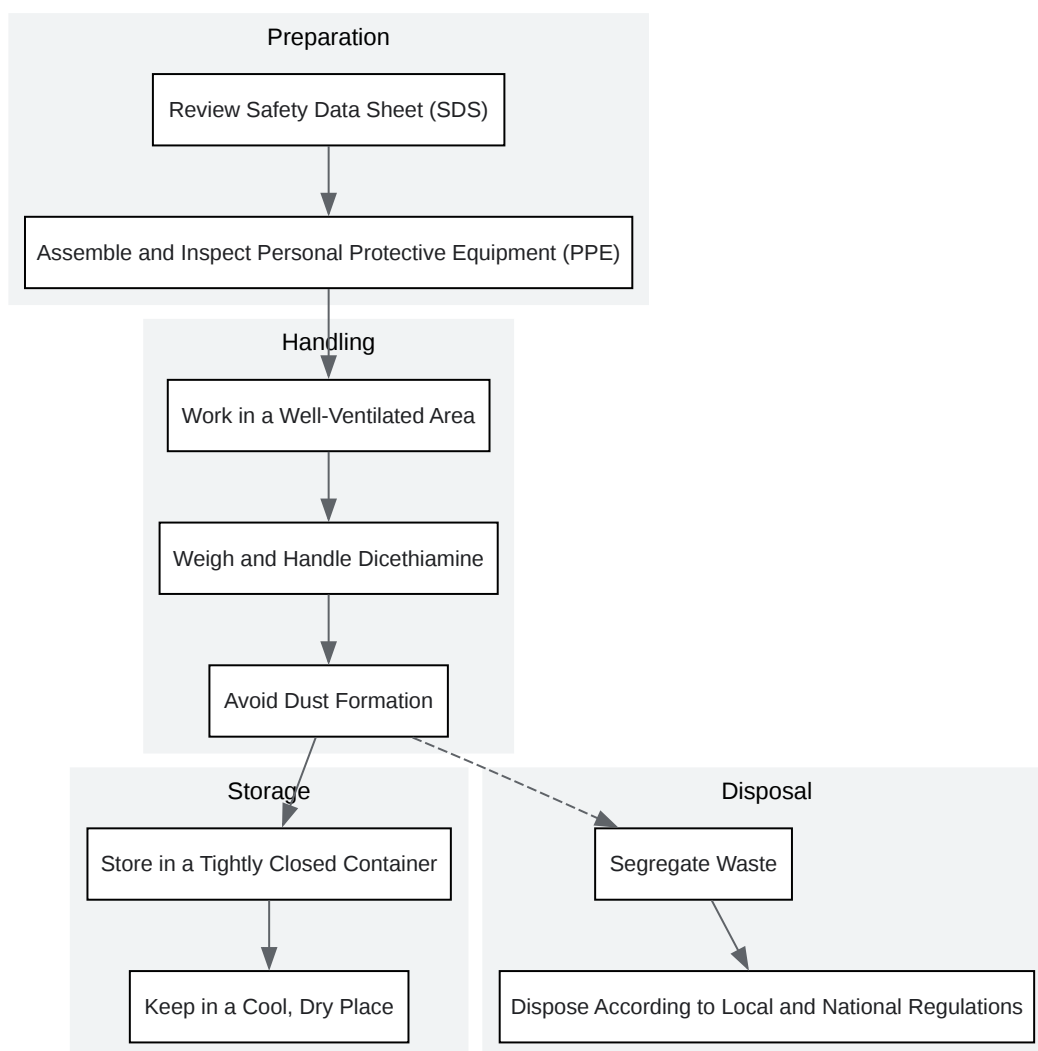 Preparation
Review Safety Data Sheet (SDS)
Assemble and Inspect Personal Protective Equipment (PPE)
Handling
Work in a Well-Ventilated Area
Weigh and Handle Dicethiamine
Avoid Dust Formation
Storage
Store in a Tightly Closed Container
Keep in a Cool, Dry Place
Disposal
Segregate Waste
Dispose According to Local and National Regulations